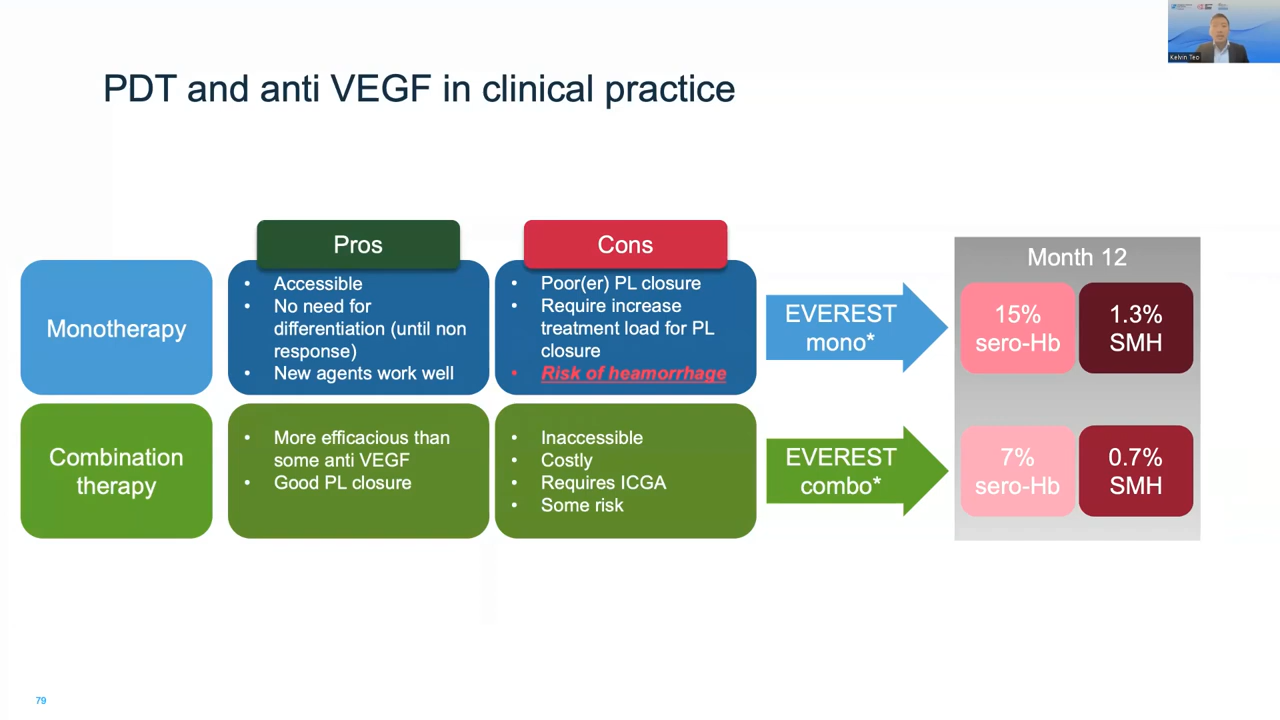 Kelvin Teo
PDT and anti VEGF in clinical practice
Pros
Cons
Month 12
Monotherapy
• Accessible
• No need for
differentiation (until non
response)
• New agents work well
• Poor(er) PL closure
• Require increase
treatment load for PL
closure
• Risk of heamorrhage
EVEREST
mono*
15%
sero-Hb
1.3%
SMH
Combination
therapy
• More efficacious than
some anti VEGF
• Good PL closure
• Inaccessible
• Costly
• Requires ICGA
• Some risk
EVEREST
combo*
7%
sero-Hb
0.7%
SMH
79